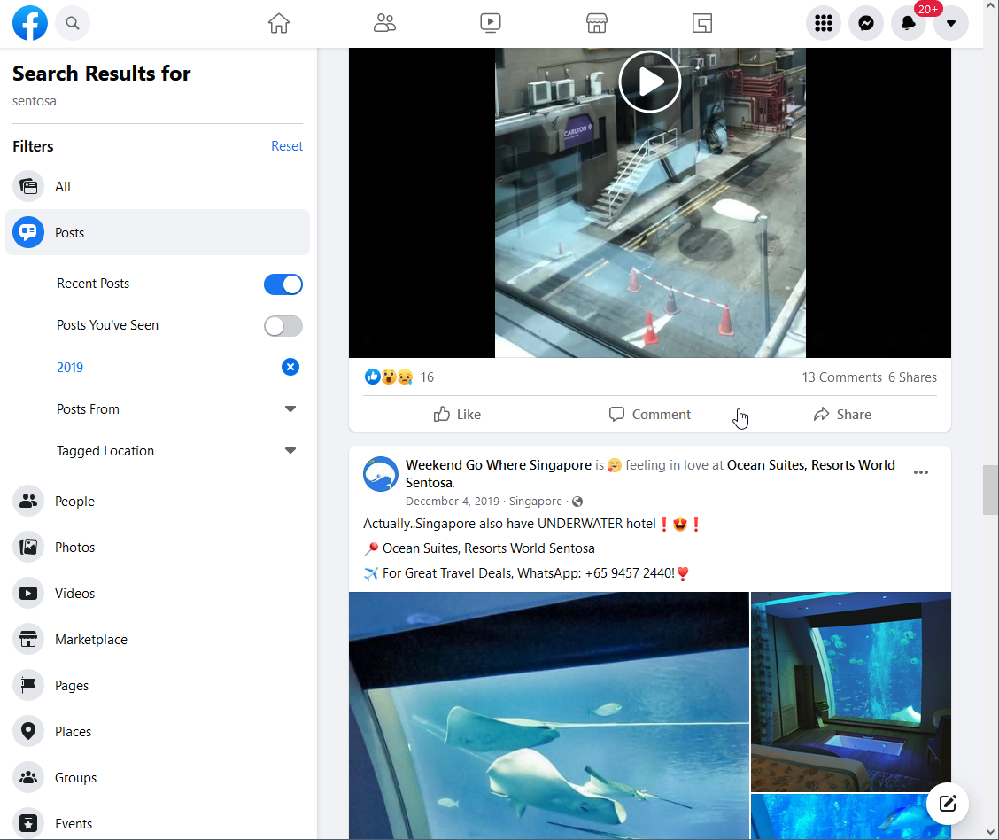 20+
Search Results for
sentosa
Filters
Reset
All
Posts
Recent Posts
Posts You've Seen
2019
Posts From
Tagged Location
People
Photos
Videos
Marketplace
Pages
Places
Groups
Events
CARLTON
16
13 Comments 6 Shares
Like
Comment
Share
Weekend Go Where Singapore is 🥰 feeling in love at Ocean Suites, Resorts World
Sentosa.
December 4, 2019 · Singapore ·
Actually..Singapore also have UNDERWATER hotel❗😍❗
📍 Ocean Suites, Resorts World Sentosa
✈️ For Great Travel Deals, WhatsApp: +65 9457 2440!❣️